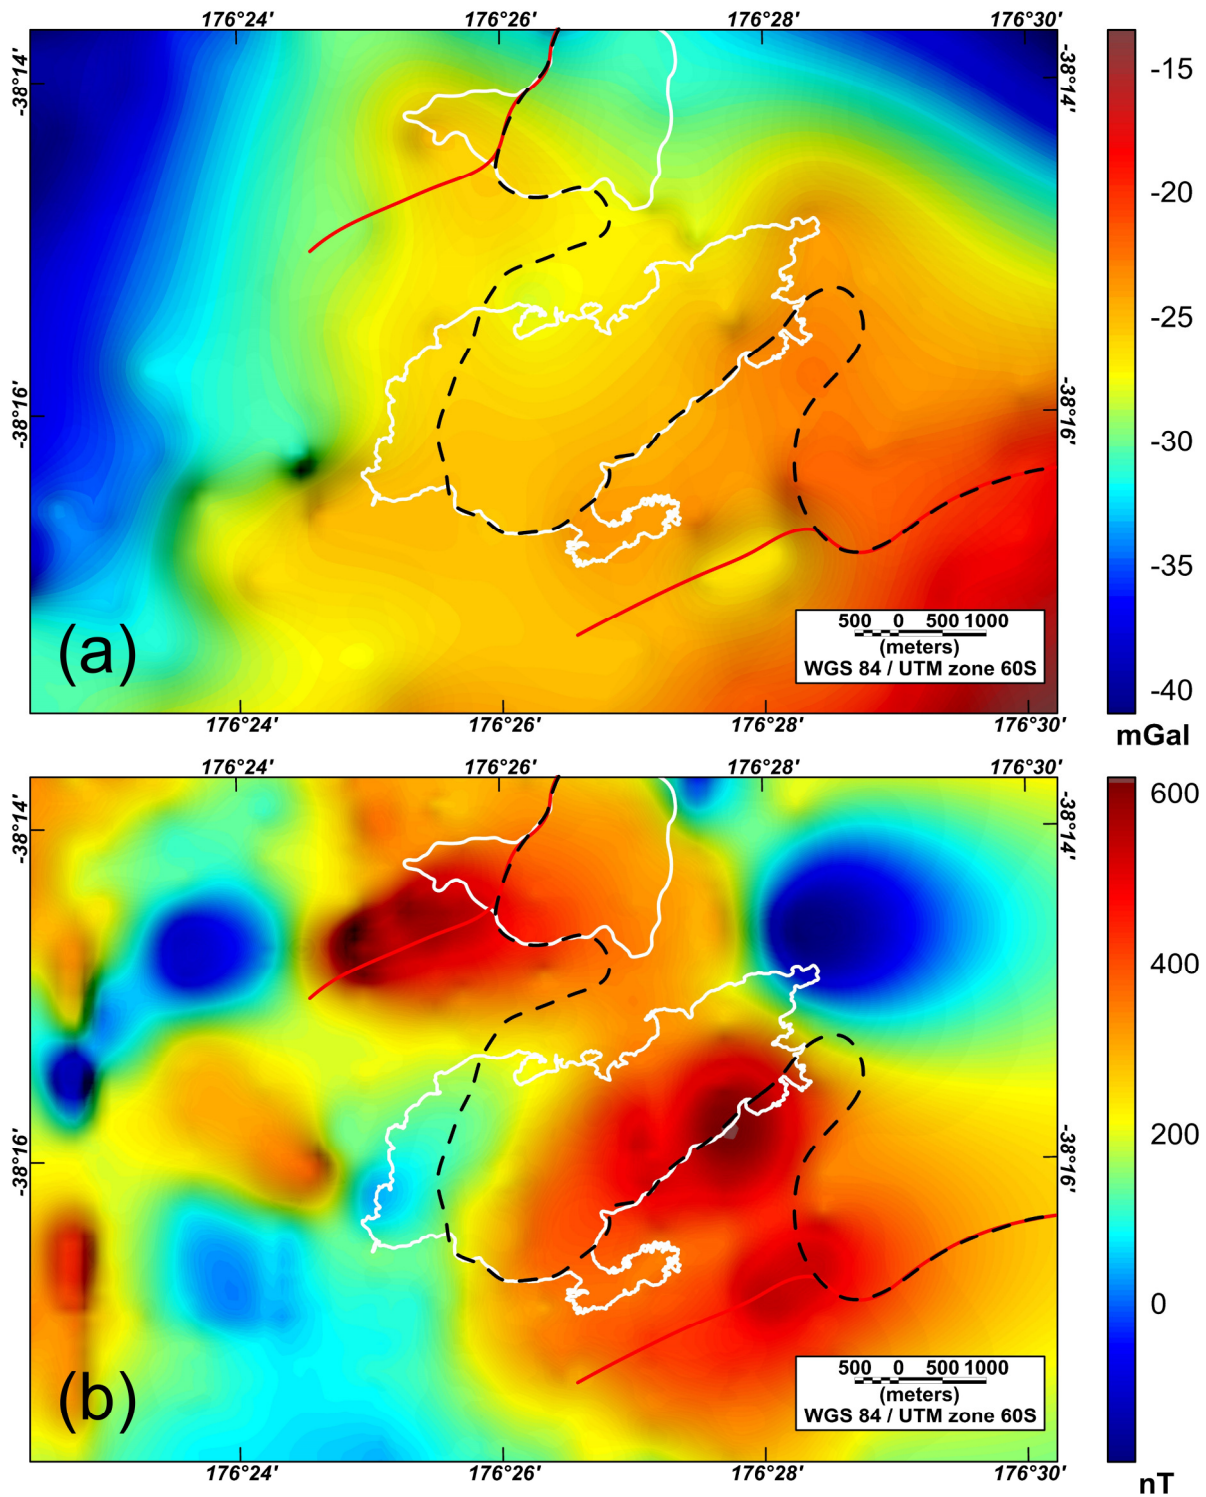 176°24′ 176°26′ 176°28′ 176°30′
-38°14′ -38°14′
-38°16′ -38°16′
(a)
500 0 500 1000
(meters)
WGS 84 / UTM zone 60S
176°24′ 176°26′ 176°28′ 176°30′
-15
-20
-25
-30
-35
-40
mGal
176°24′ 176°26′ 176°28′ 176°30′
-38°14′ -38°14′
-38°16′ -38°16′
(b)
500 0 500 1000
(meters)
WGS 84 / UTM zone 60S
176°24′ 176°26′ 176°28′ 176°30′
600
400
200
0
nT